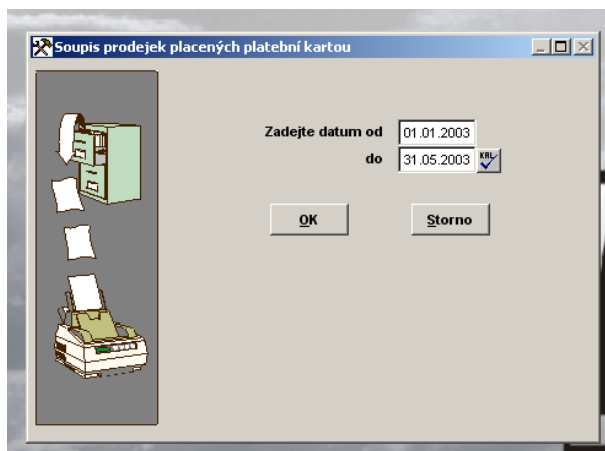 Soupis prodejek placených platební kartou
Zadejte datum od 01.01.2003
do 31.05.2003 KAL
OK Storno